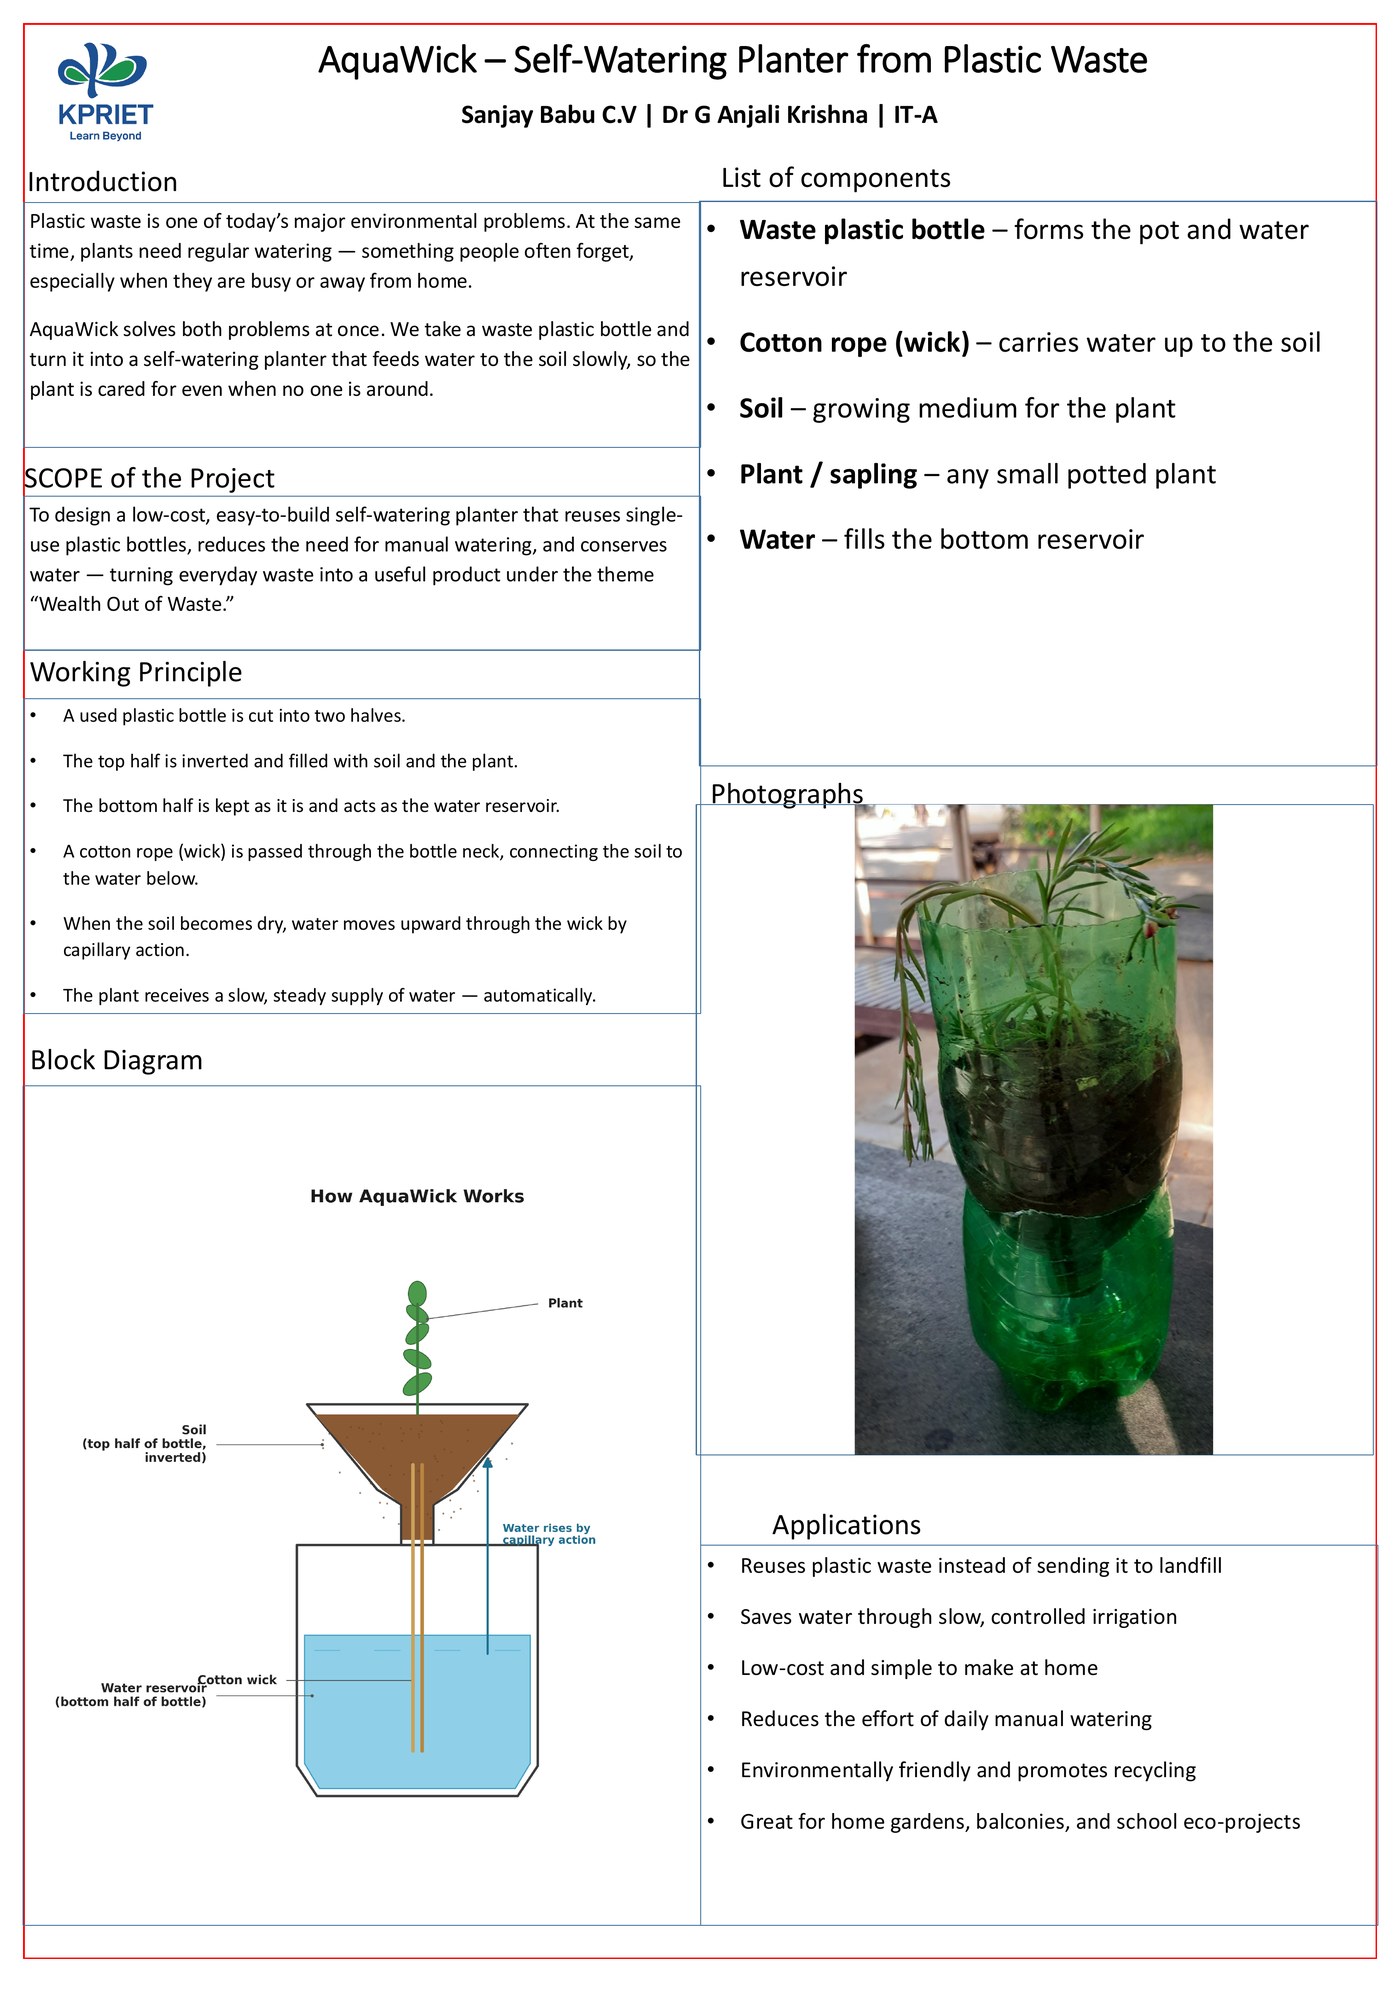 AquaWick – Self-Watering Planter from Plastic Waste
Sanjay Babu C.V | Dr G Anjali Krishna | IT-A
KPRIET
Learn Beyond
Introduction
Plastic waste is one of today’s major environmental problems. At the same
time, plants need regular watering — something people often forget,
especially when they are busy or away from home.
AquaWick solves both problems at once. We take a waste plastic bottle and
turn it into a self-watering planter that feeds water to the soil slowly, so the
plant is cared for even when no one is around.
SCOPE of the Project
To design a low-cost, easy-to-build self-watering planter that reuses single-
use plastic bottles, reduces the need for manual watering, and conserves
water — turning everyday waste into a useful product under the theme
“Wealth Out of Waste.”
Working Principle
• A used plastic bottle is cut into two halves.
• The top half is inverted and filled with soil and the plant.
• The bottom half is kept as it is and acts as the water reservoir.
• A cotton rope (wick) is passed through the bottle neck, connecting the soil to
the water below.
• When the soil becomes dry, water moves upward through the wick by
capillary action.
• The plant receives a slow, steady supply of water — automatically.
Block Diagram
How AquaWick Works
Plant
Soil
(top half of bottle,
inverted)
Water rises by
capillary action
Cotton wick
Water reservoir
(bottom half of bottle)
List of components
• Waste plastic bottle – forms the pot and water
reservoir
• Cotton rope (wick) – carries water up to the soil
• Soil – growing medium for the plant
• Plant / sapling – any small potted plant
• Water – fills the bottom reservoir
Photographs
Applications
• Reuses plastic waste instead of sending it to landfill
• Saves water through slow, controlled irrigation
• Low-cost and simple to make at home
• Reduces the effort of daily manual watering
• Environmentally friendly and promotes recycling
• Great for home gardens, balconies, and school eco-projects